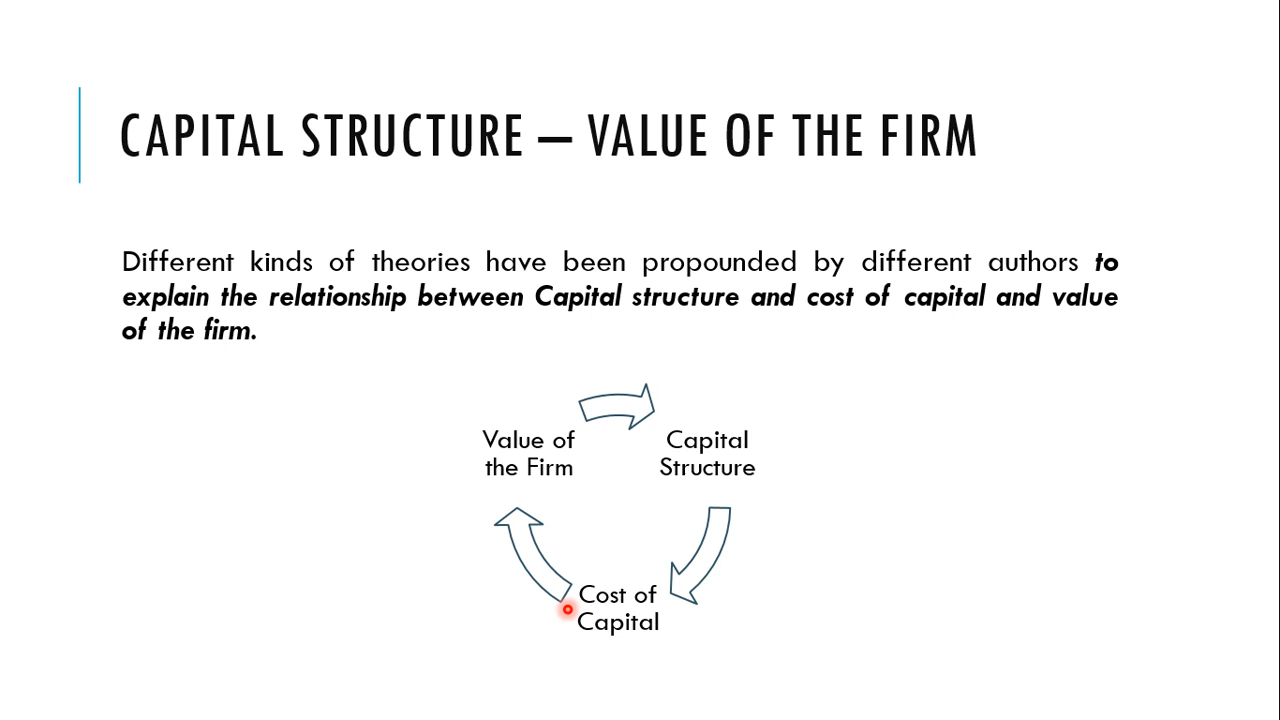 CAPITAL STRUCTURE – VALUE OF THE FIRM
Different kinds of theories have been propounded by different authors to
explain the relationship between Capital structure and cost of capital and value
of the firm.
Value of
the Firm
Capital
Structure
Cost of
Capital